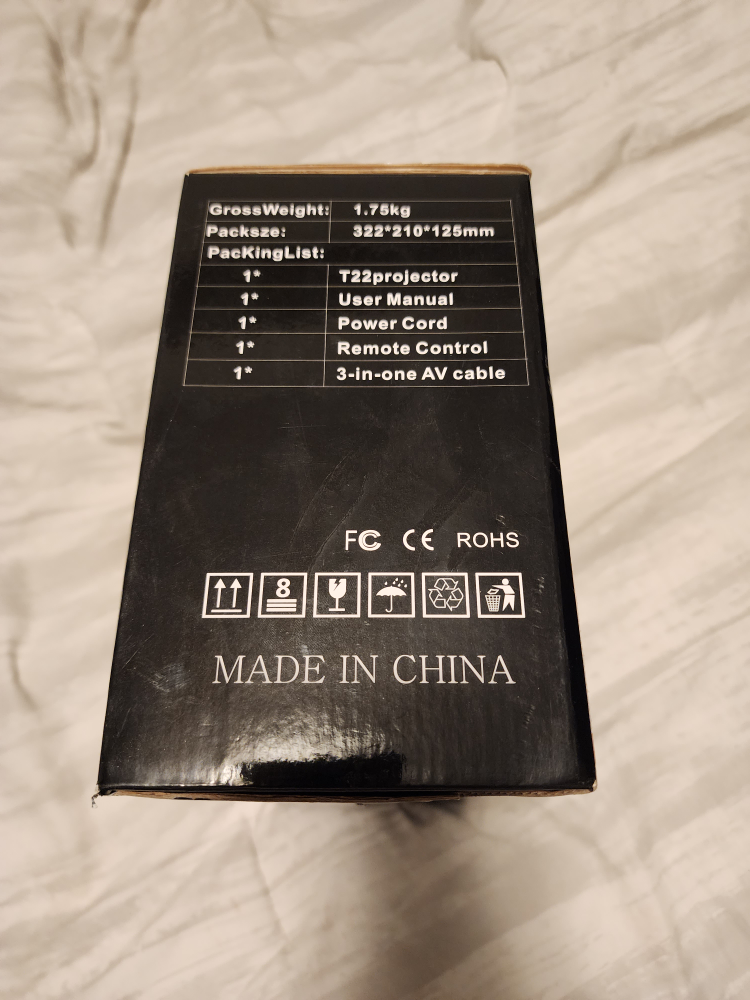 GrossWeight: 1.75kg
Packsze: 322*210*125mm
PacKingList:
1* T22projector
1* User Manual
1* Power Cord
1* Remote Control
1* 3-in-one AV cable
FC CE ROHS
8
MADE IN CHINA